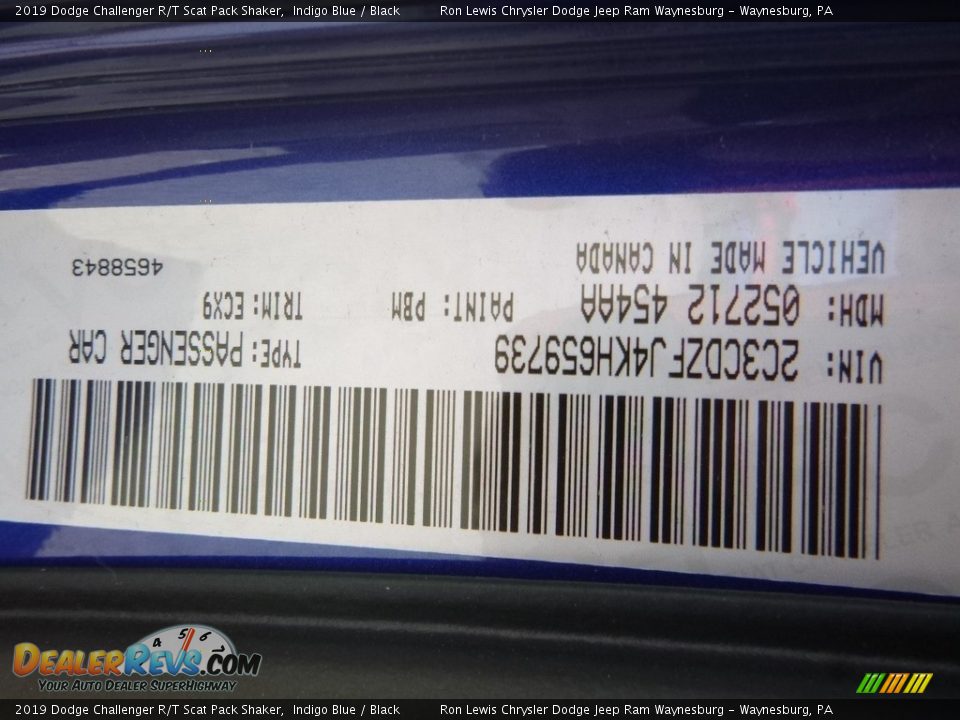 2019 Dodge Challenger R/T Scat Pack Shaker, Indigo Blue / Black Ron Lewis Chrysler Dodge Jeep Ram Waynesburg - Waynesburg, PA
VIN: 2C3CDZFJ4KH659739 TYPE: PASSENGER CAR
MDH: 052712 454AA PAINT: PBM TRIM: ECX9
VEHICLE MADE IN CANADA 4658843
4 5 6
DEALERREVS.COM
YOUR AUTO DEALER SUPERHIGHWAY
2019 Dodge Challenger R/T Scat Pack Shaker, Indigo Blue / Black Ron Lewis Chrysler Dodge Jeep Ram Waynesburg - Waynesburg, PA